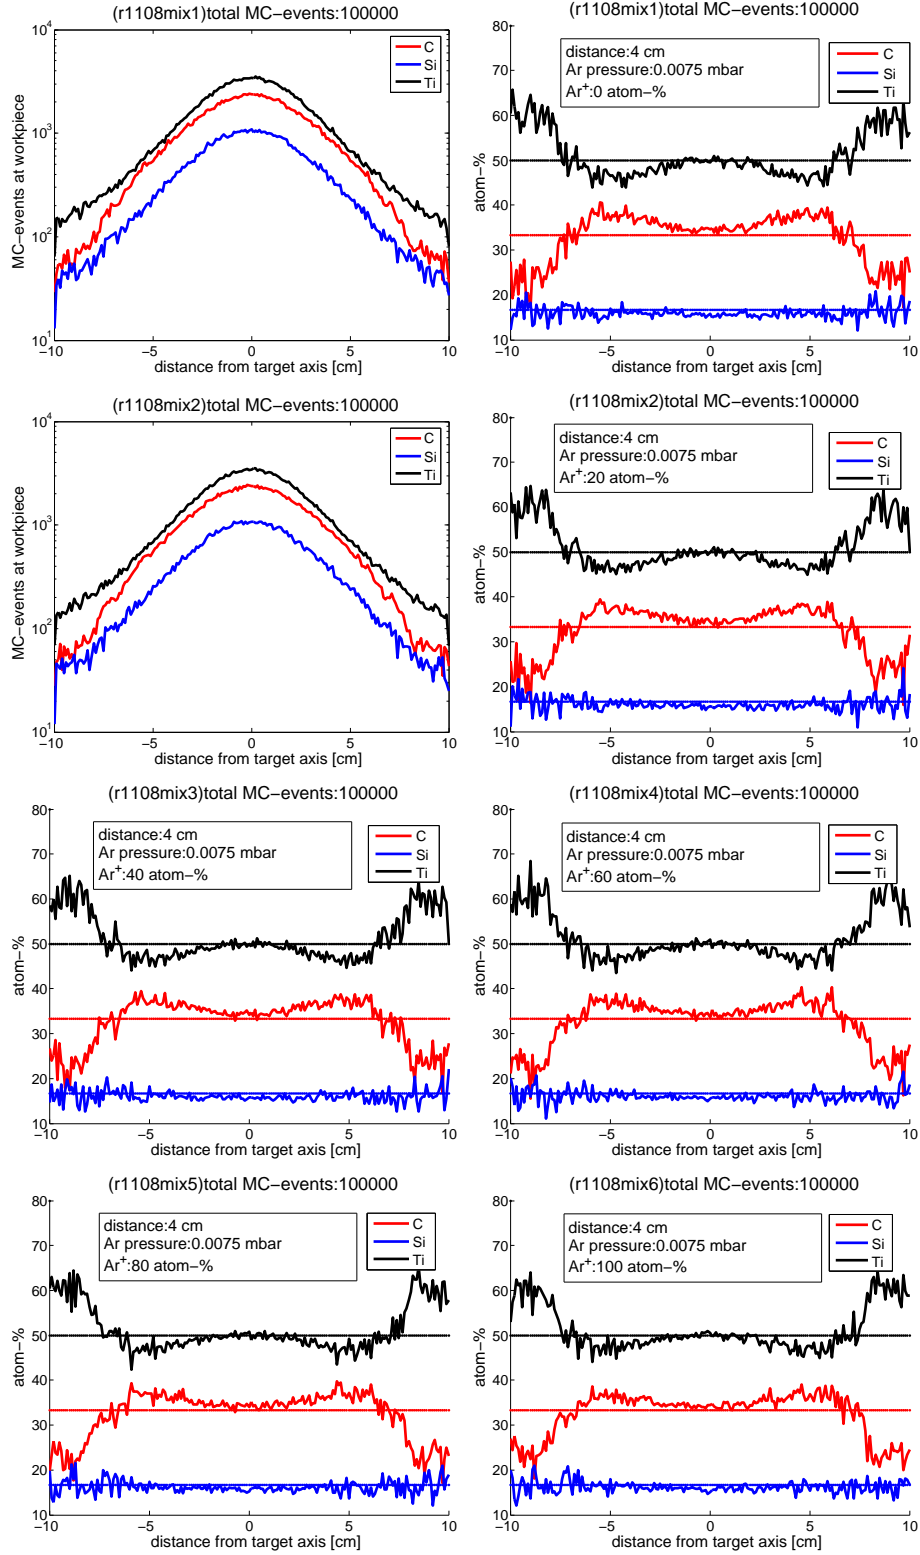 (r1108mix1)total MC−events:100000
MC−events at workpiece
10^4
10^3
10^2
10^1
C
Si
Ti
−10
−5
0
5
10
distance from target axis [cm]
(r1108mix1)total MC−events:100000
atom−%
80
70
60
50
40
30
20
10
distance:4 cm
Ar pressure:0.0075 mbar
Ar^+:0 atom−%
C
Si
Ti
−10
−5
0
5
10
distance from target axis [cm]
(r1108mix2)total MC−events:100000
MC−events at workpiece
10^4
10^3
10^2
10^1
C
Si
Ti
−10
−5
0
5
10
distance from target axis [cm]
(r1108mix2)total MC−events:100000
atom−%
80
70
60
50
40
30
20
10
distance:4 cm
Ar pressure:0.0075 mbar
Ar^+:20 atom−%
C
Si
Ti
−10
−5
0
5
10
distance from target axis [cm]
(r1108mix3)total MC−events:100000
atom−%
80
70
60
50
40
30
20
10
distance:4 cm
Ar pressure:0.0075 mbar
Ar^+:40 atom−%
C
Si
Ti
−10
−5
0
5
10
distance from target axis [cm]
(r1108mix4)total MC−events:100000
atom−%
80
70
60
50
40
30
20
10
distance:4 cm
Ar pressure:0.0075 mbar
Ar^+:60 atom−%
C
Si
Ti
−10
−5
0
5
10
distance from target axis [cm]
(r1108mix5)total MC−events:100000
atom−%
80
70
60
50
40
30
20
10
distance:4 cm
Ar pressure:0.0075 mbar
Ar^+:80 atom−%
C
Si
Ti
−10
−5
0
5
10
distance from target axis [cm]
(r1108mix6)total MC−events:100000
atom−%
80
70
60
50
40
30
20
10
distance:4 cm
Ar pressure:0.0075 mbar
Ar^+:100 atom−%
C
Si
Ti
−10
−5
0
5
10
distance from target axis [cm]